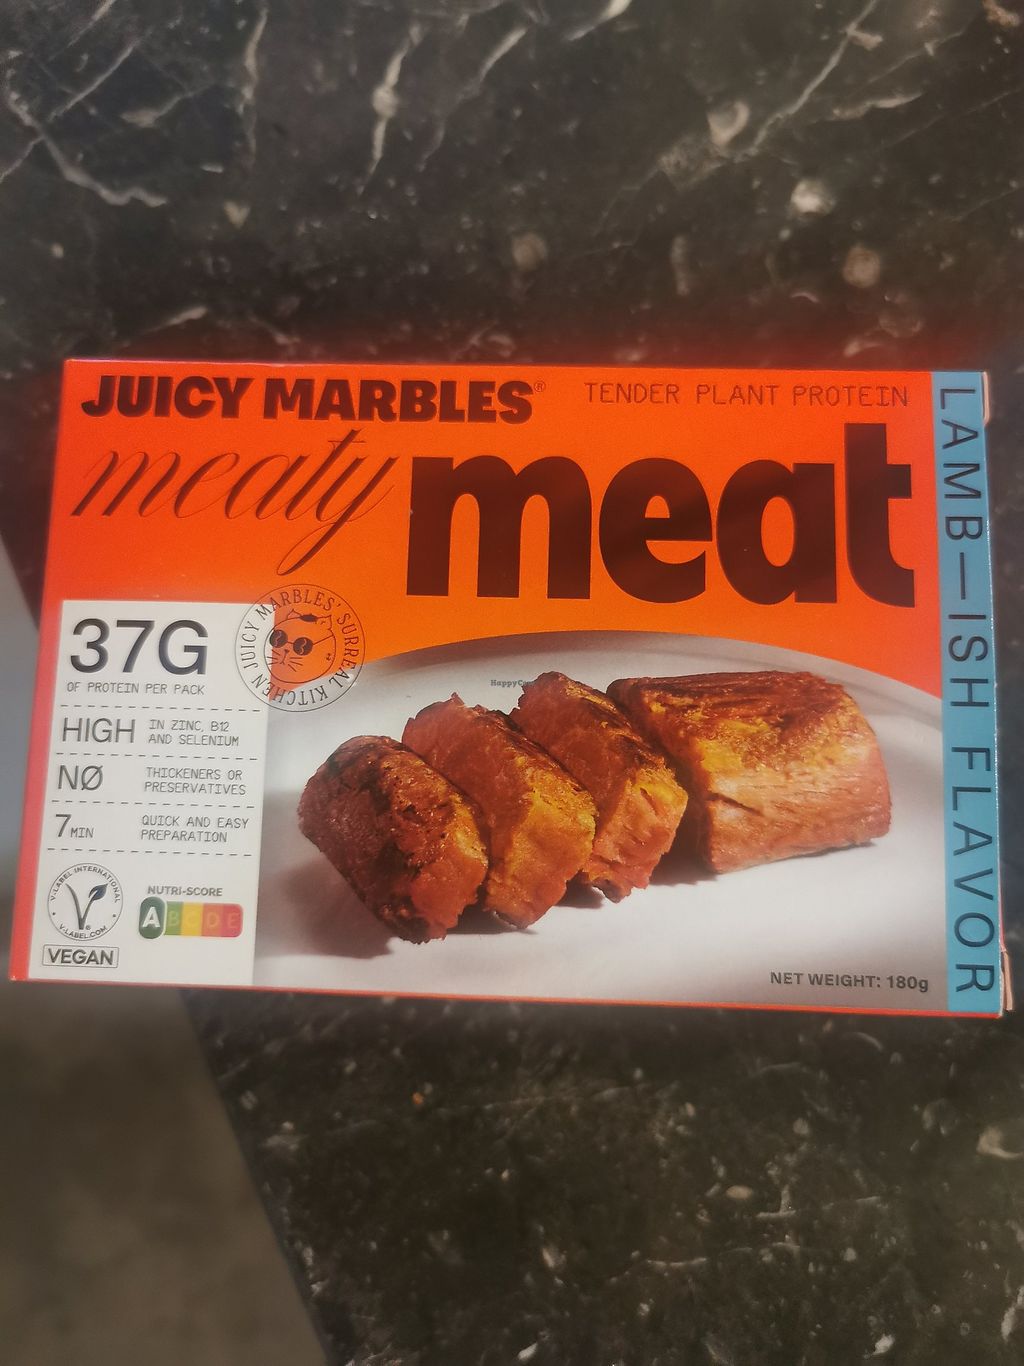 JUICY MARBLES®
TENDER PLANT PROTEIN
meaty meat
LAMB—ISH FLAVOR
37G
OF PROTEIN PER PACK
HIGH IN ZINC, B12
AND SELENIUM
NØ THICKENERS OR
PRESERVATIVES
7 MIN QUICK AND EASY
PREPARATION
JUICY MARBLES' SURREAL KITCHEN
V-LABEL INTERNATIONAL
V-LABEL.COM
VEGAN
NUTRI-SCORE
A B C D E
NET WEIGHT: 180g